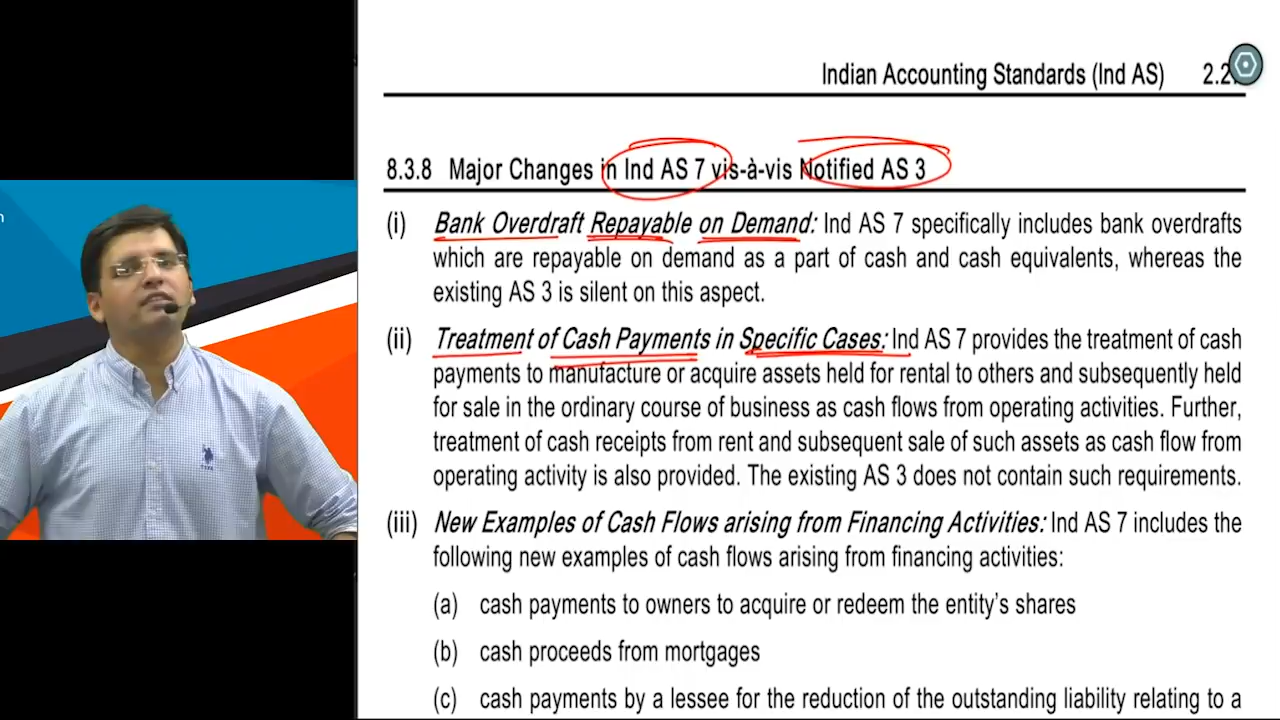 Indian Accounting Standards (Ind AS) 2.2
8.3.8 Major Changes in Ind AS 7 vis-à-vis Notified AS 3
(i) Bank Overdraft Repayable on Demand: Ind AS 7 specifically includes bank overdrafts
which are repayable on demand as a part of cash and cash equivalents, whereas the
existing AS 3 is silent on this aspect.
(ii) Treatment of Cash Payments in Specific Cases: Ind AS 7 provides the treatment of cash
payments to manufacture or acquire assets held for rental to others and subsequently held
for sale in the ordinary course of business as cash flows from operating activities. Further,
treatment of cash receipts from rent and subsequent sale of such assets as cash flow from
operating activity is also provided. The existing AS 3 does not contain such requirements.
(iii) New Examples of Cash Flows arising from Financing Activities: Ind AS 7 includes the
following new examples of cash flows arising from financing activities:
(a) cash payments to owners to acquire or redeem the entity's shares
(b) cash proceeds from mortgages
(c) cash payments by a lessee for the reduction of the outstanding liability relating to a